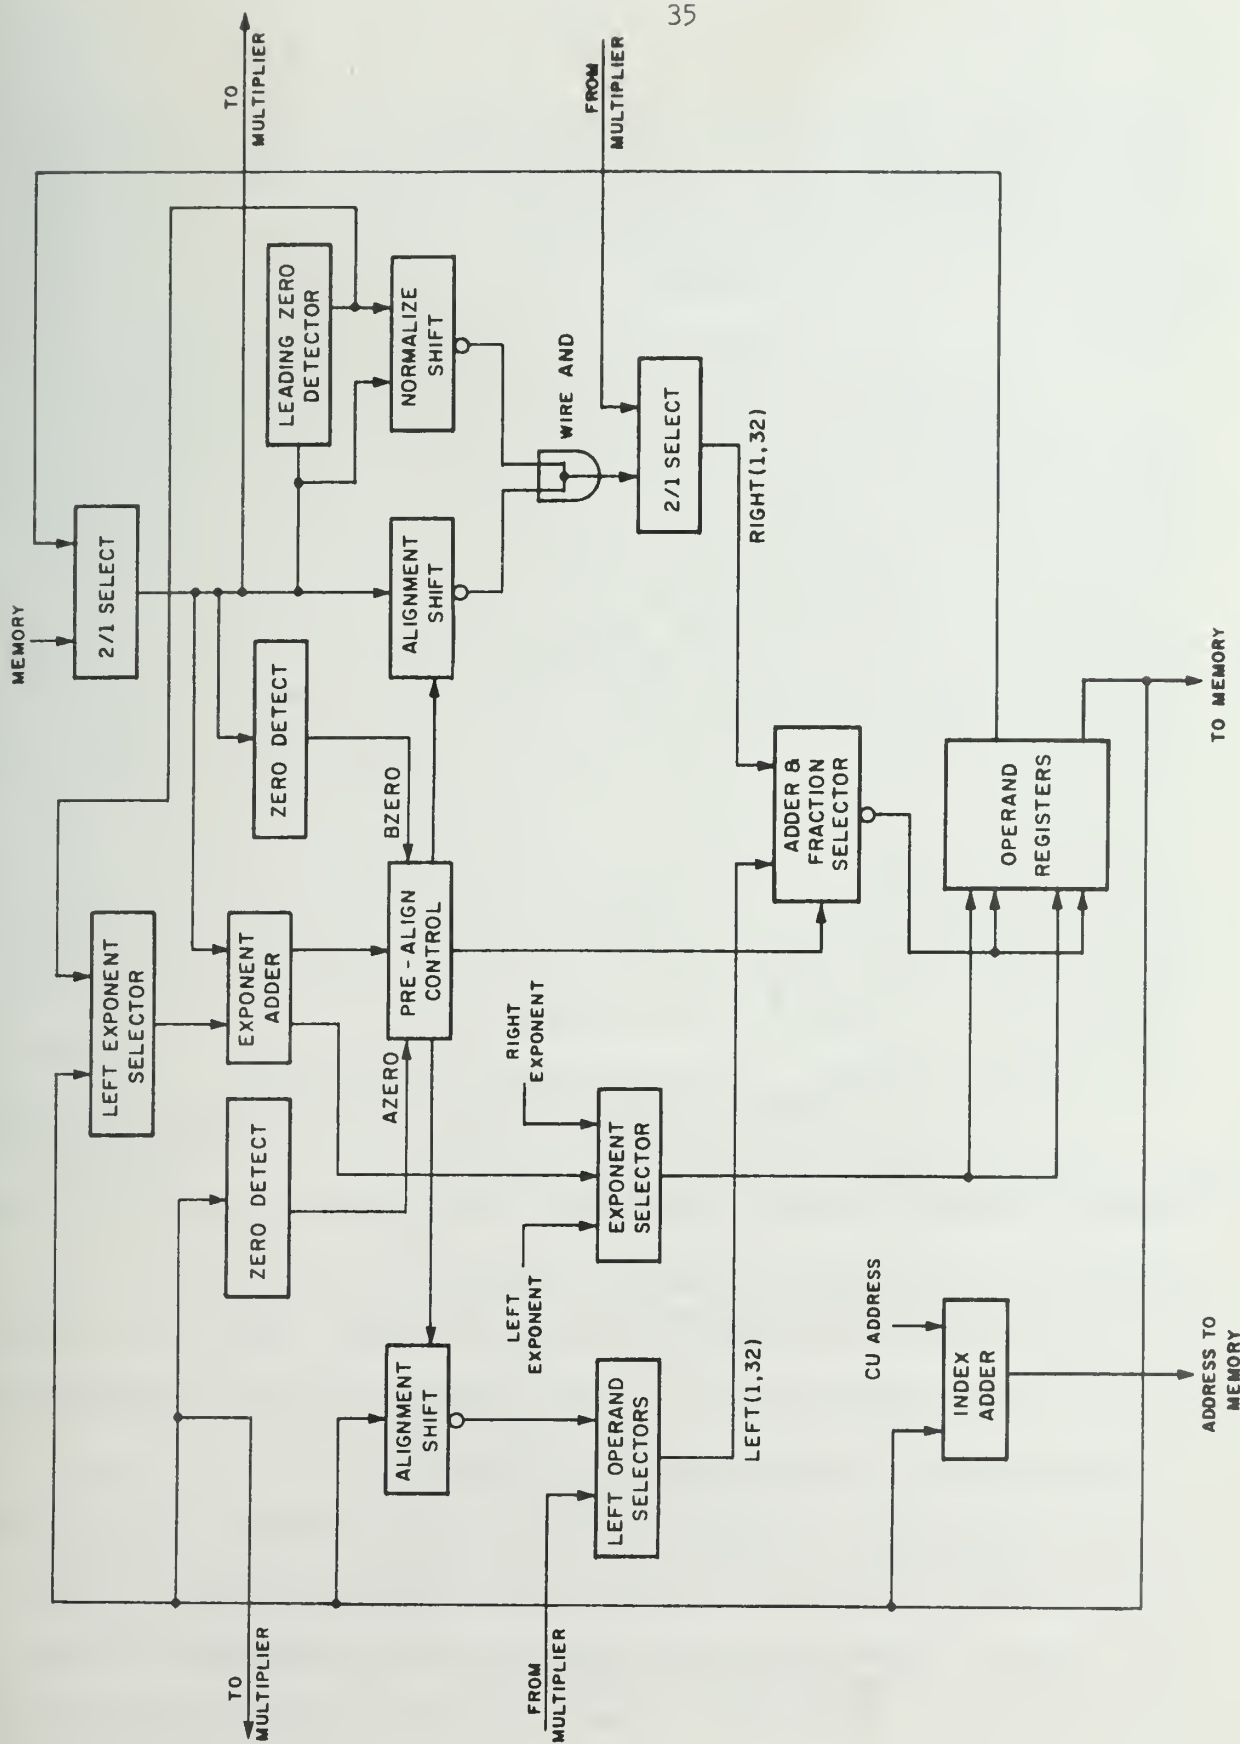 35
MEMORY
2/1 SELECT
TO
MULTIPLIER
LEFT EXPONENT
SELECTOR
LEADING ZERO
DETECTOR
ZERO DETECT
EXPONENT
ADDER
ZERO DETECT
NORMALIZE
SHIFT
ALIGNMENT
SHIFT
BZERO
PRE-ALIGN
CONTROL
AZERO
ALIGNMENT
SHIFT
TO
MULTIPLIER
FROM
MULTIPLIER
WIRE AND
2/1 SELECT
RIGHT(1,32)
RIGHT
EXPONENT
LEFT
EXPONENT
EXPONENT
SELECTOR
LEFT OPERAND
SELECTORS
FROM
MULTIPLIER
LEFT(1,32)
ADDER &
FRACTION
SELECTOR
OPERAND
REGISTERS
CU ADDRESS
INDEX
ADDER
TO MEMORY
ADDRESS TO
MEMORY